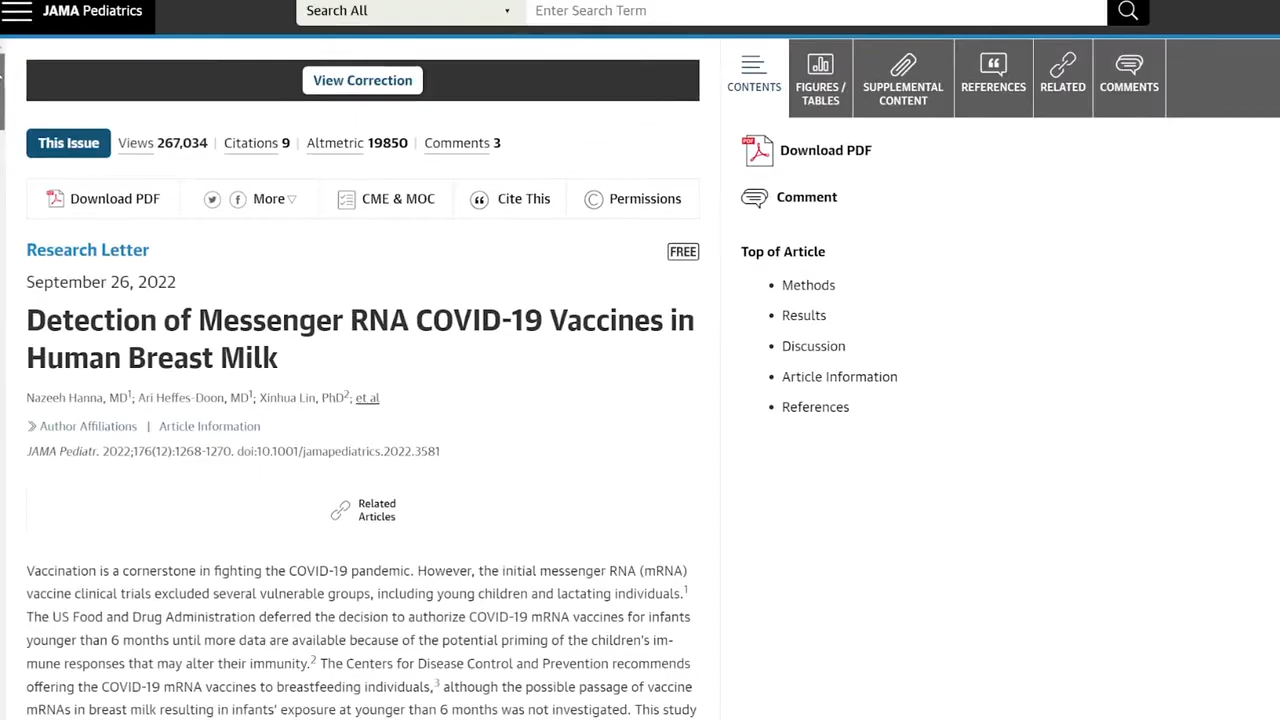 JAMA Pediatrics
Search All
Enter Search Term
View Correction
This Issue Views 267,034 | Citations 9 | Altmetric 19850 | Comments 3
Download PDF More CME & MOC Cite This Permissions
Research Letter FREE
September 26, 2022
Detection of Messenger RNA COVID-19 Vaccines in
Human Breast Milk
Nazeeh Hanna, MD1; Ari Heffes-Doon, MD1; Xinhua Lin, PhD2; et al
Author Affiliations | Article Information
JAMA Pediatr. 2022;176(12):1268-1270. doi:10.1001/jamapediatrics.2022.3581
Related
Articles
Vaccination is a cornerstone in fighting the COVID-19 pandemic. However, the initial messenger RNA (mRNA)
vaccine clinical trials excluded several vulnerable groups, including young children and lactating individuals.1
The US Food and Drug Administration deferred the decision to authorize COVID-19 mRNA vaccines for infants
younger than 6 months until more data are available because of the potential priming of the children's im-
mune responses that may alter their immunity.2 The Centers for Disease Control and Prevention recommends
offering the COVID-19 mRNA vaccines to breastfeeding individuals,3 although the possible passage of vaccine
mRNAs in breast milk resulting in infants' exposure at younger than 6 months was not investigated. This study
CONTENTS
FIGURES /
TABLES
SUPPLEMENTAL
CONTENT
REFERENCES
RELATED
COMMENTS
PDF
Download PDF
Comment
Top of Article
• Methods
• Results
• Discussion
• Article Information
• References